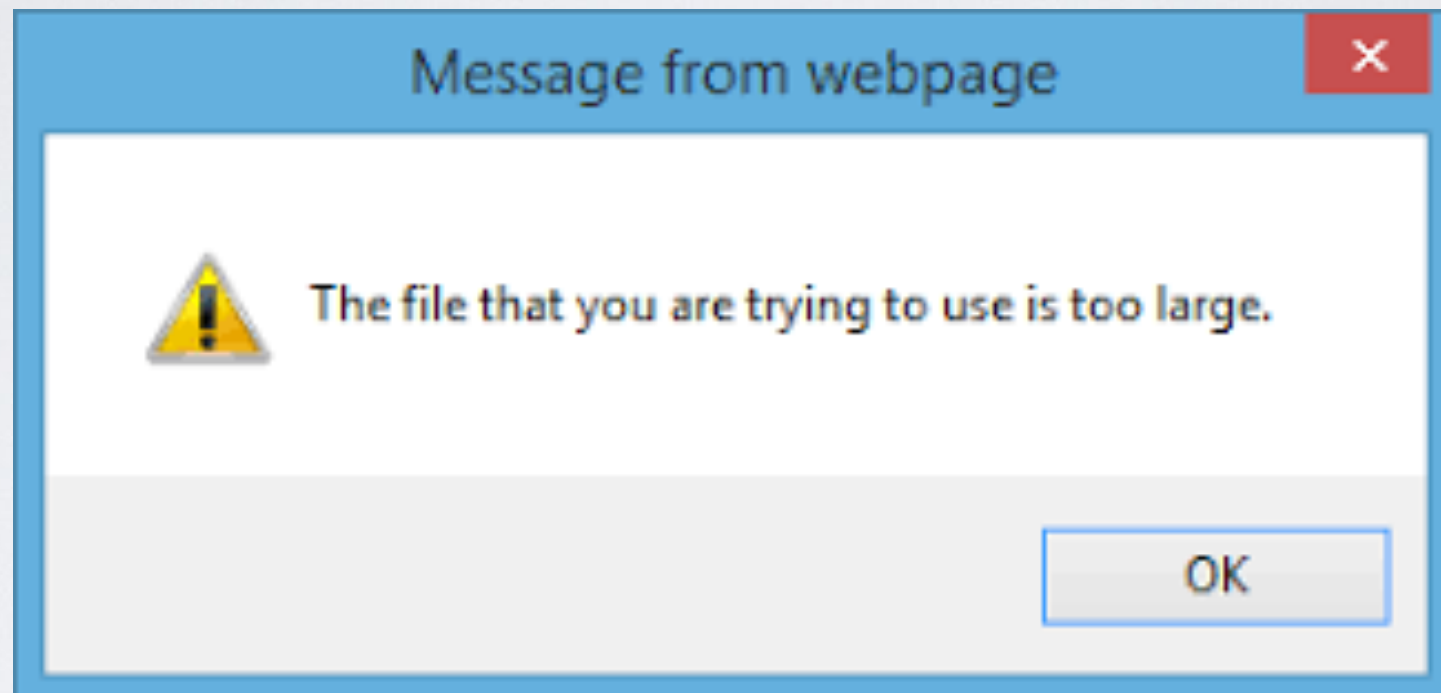 Message from webpage
The file that you are trying to use is too large.
OK